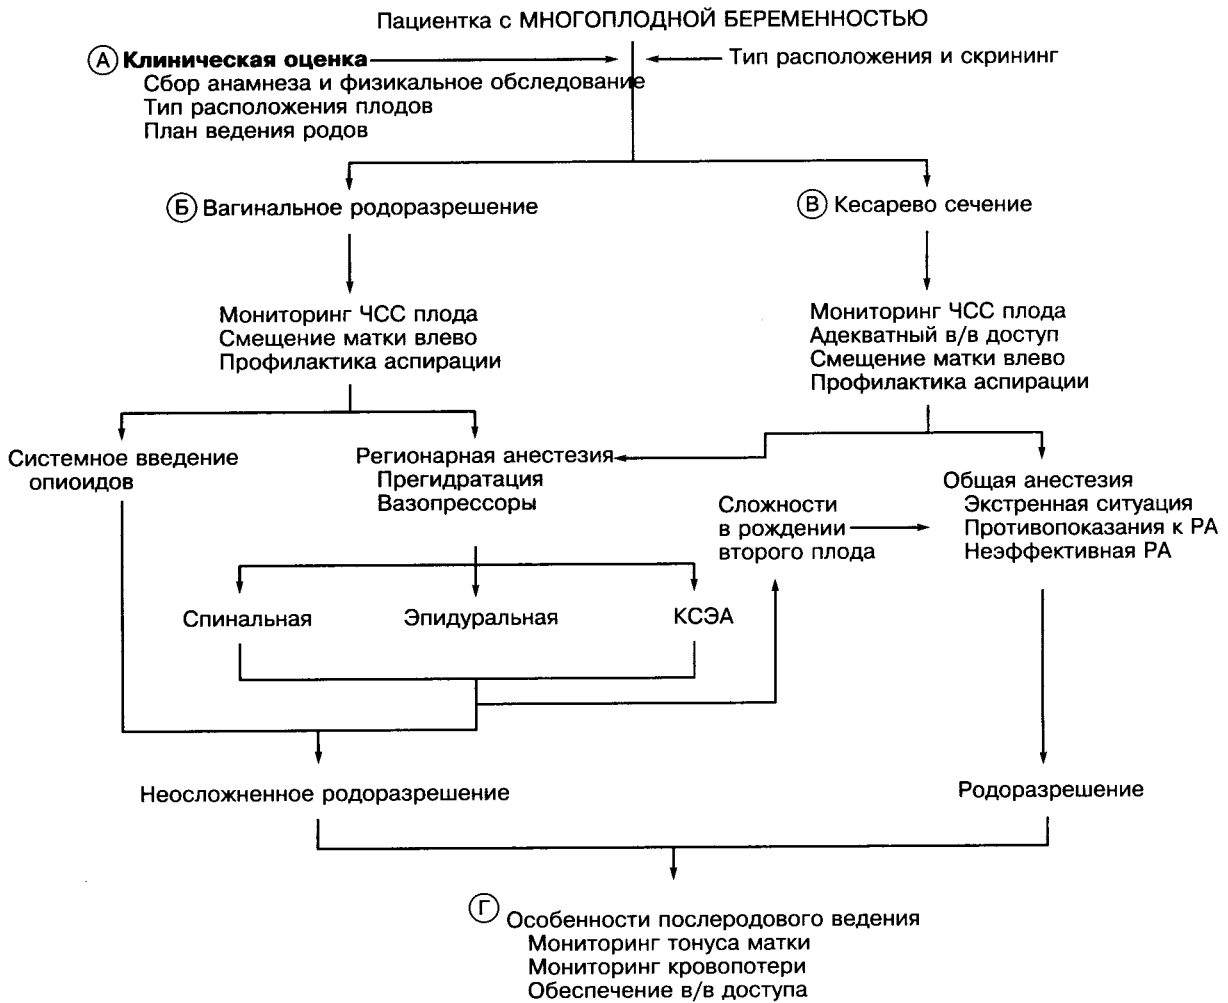 Пациентка с МНОГОПЛОДНОЙ БЕРЕМЕННОСТЬЮ
А Клиническая оценка
Сбор анамнеза и физикальное обследование
Тип расположения плодов
План ведения родов
Тип расположения и скрининг
Б Вагинальное родоразрешение
В Кесарево сечение
Мониторинг ЧСС плода
Смещение матки влево
Профилактика аспирации
Мониторинг ЧСС плода
Адекватный в/в доступ
Смещение матки влево
Профилактика аспирации
Системное введение
опиоидов
Регионарная анестезия
Прегидратация
Вазопрессоры
Сложности
в рождении
второго плода
Общая анестезия
Экстренная ситуация
Противопоказания к РА
Неэффективная РА
Спинальная
Эпидуральная
КСЭА
Неосложненное родоразрешение
Родоразрешение
Г Особенности послеродового ведения
Мониторинг тонуса матки
Мониторинг кровопотери
Обеспечение в/в доступа